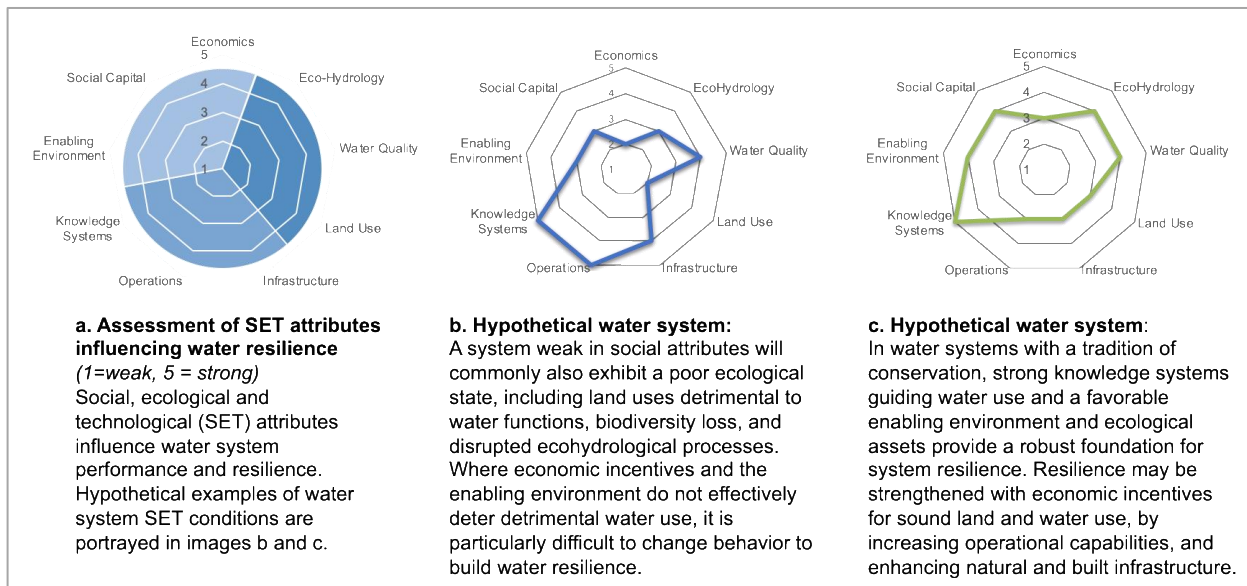 Economics
5
Social Capital
Eco-Hydrology
4
3
Enabling
Environment
Water Quality
2
1
Knowledge
Systems
Land Use
Operations
Infrastructure
Economics
5
Social Capital
EcoHydrology
4
3
Enabling
Environment
Water Quality
2
1
Knowledge
Systems
Land Use
Operations
Infrastructure
Economics
5
Social Capital
EcoHydrology
4
3
Enabling
Environment
Water Quality
2
1
Knowledge
Systems
Land Use
Operations
Infrastructure
a. Assessment of SET attributes
influencing water resilience
(1=weak, 5 = strong)
Social, ecological and
technological (SET) attributes
influence water system
performance and resilience.
Hypothetical examples of water
system SET conditions are
portrayed in images b and c.
b. Hypothetical water system:
A system weak in social attributes will
commonly also exhibit a poor ecological
state, including land uses detrimental to
water functions, biodiversity loss, and
disrupted ecohydrological processes.
Where economic incentives and the
enabling environment do not effectively
deter detrimental water use, it is
particularly difficult to change behavior to
build water resilience.
c. Hypothetical water system:
In water systems with a tradition of
conservation, strong knowledge systems
guiding water use and a favorable
enabling environment and ecological
assets provide a robust foundation for
system resilience. Resilience may be
strengthened with economic incentives
for sound land and water use, by
increasing operational capabilities, and
enhancing natural and built infrastructure.